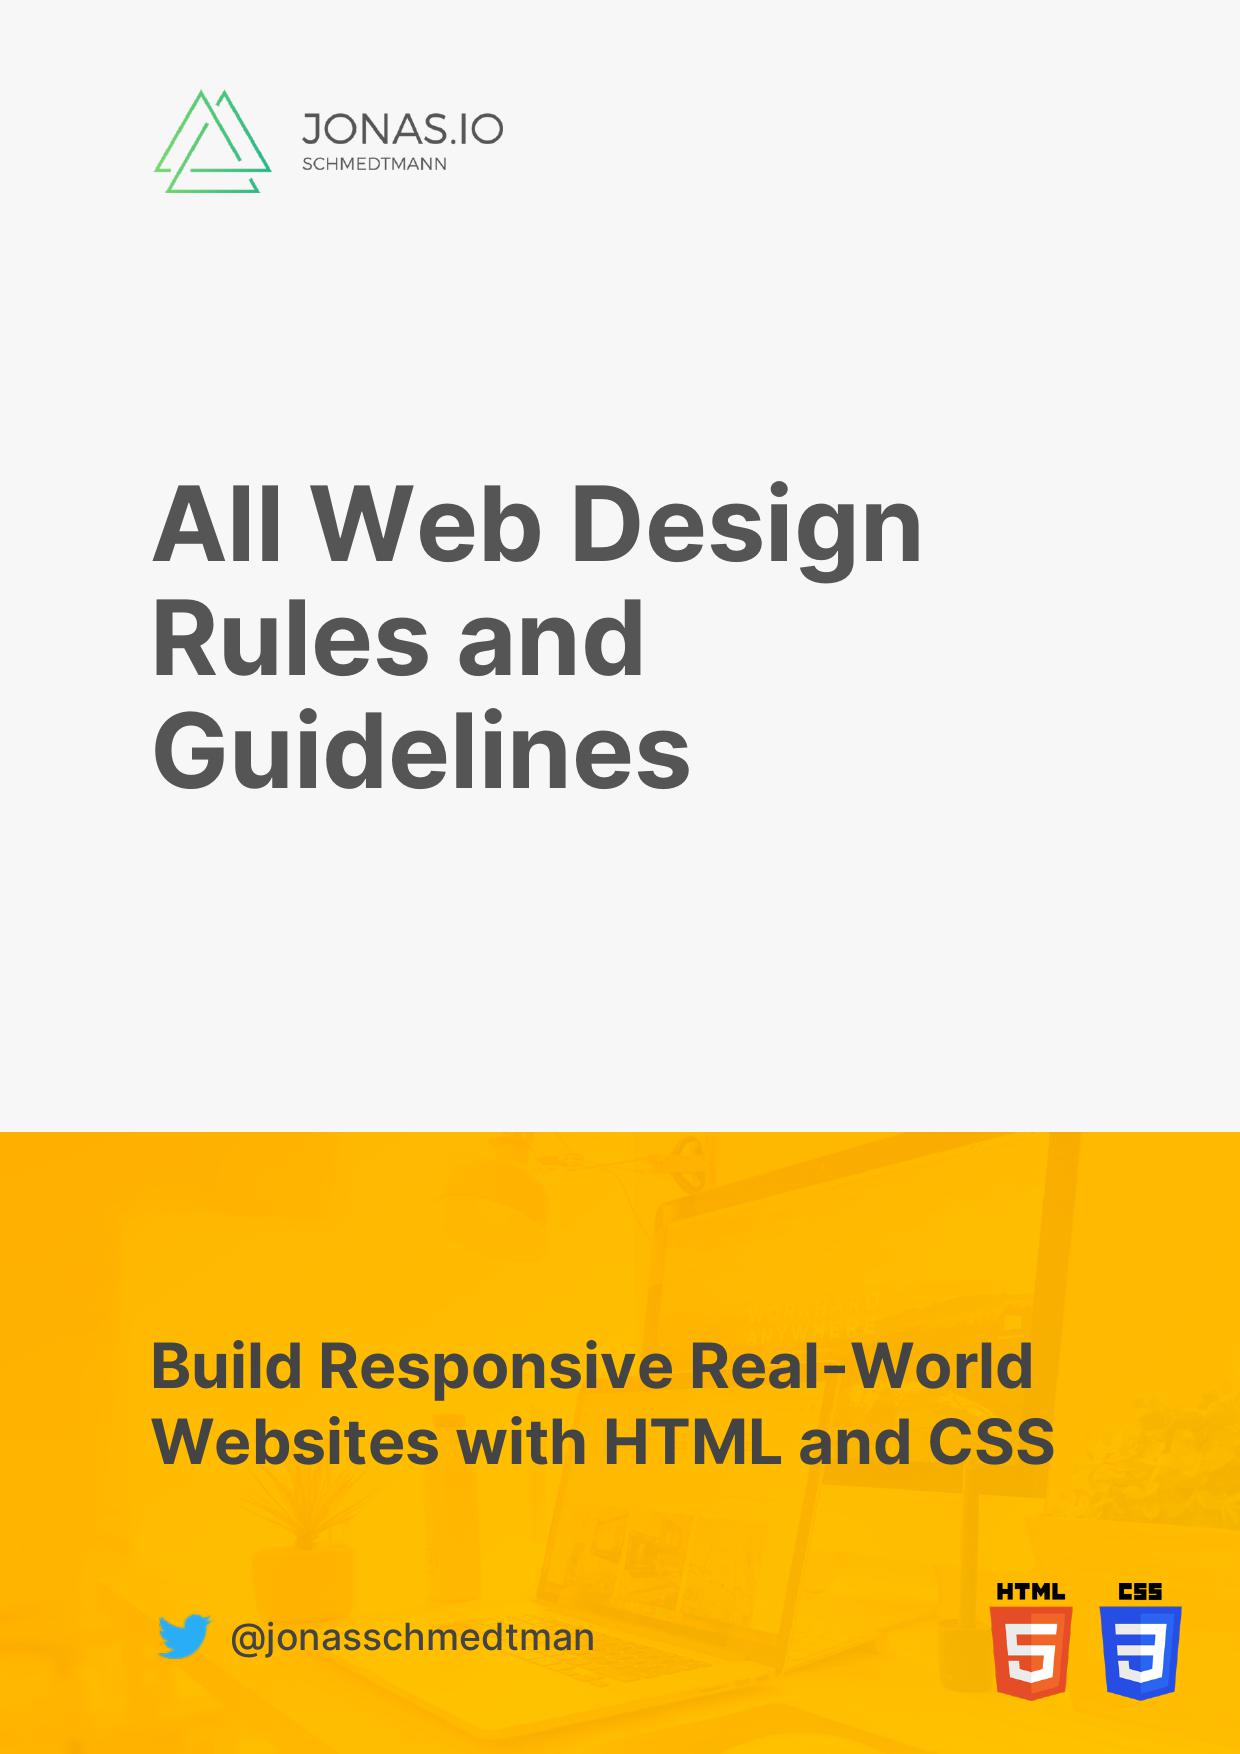 JONAS.IO
SCHMEDTMANN
All Web Design
Rules and
Guidelines
ANYWHERE
Build Responsive Real-World
Websites with HTML and CSS
HTML
CSS
5
3
@jonasschmedtman